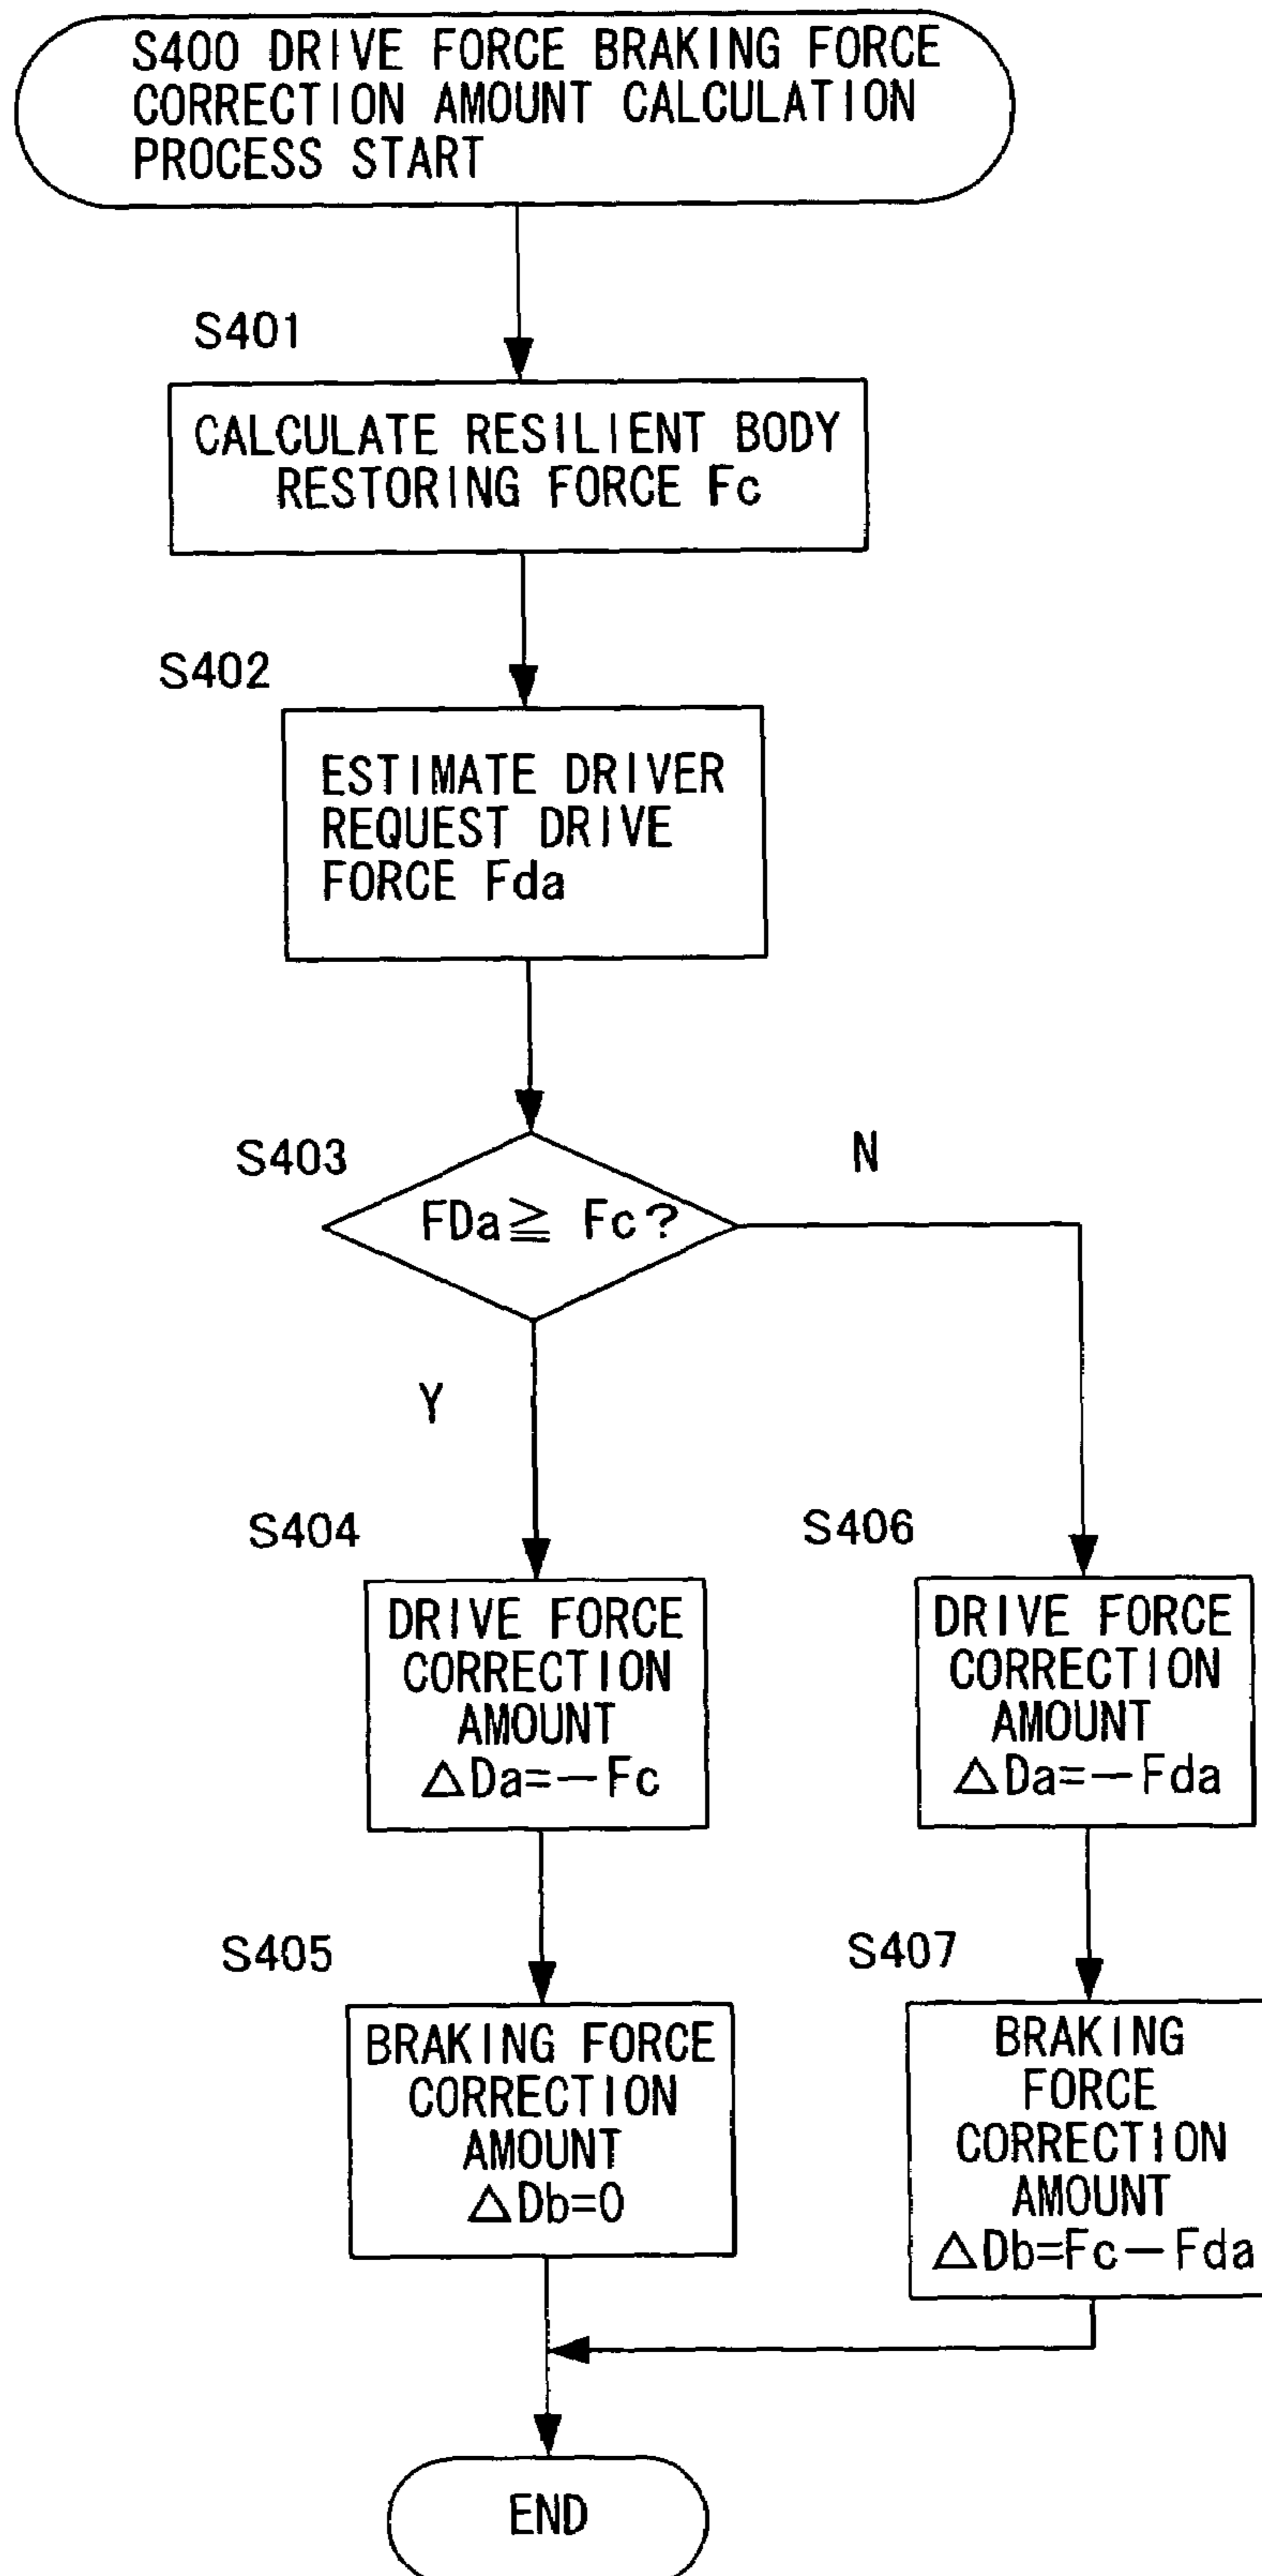 S400 DRIVE FORCE BRAKING FORCE
CORRECTION AMOUNT CALCULATION
PROCESS START
S401
CALCULATE RESILIENT BODY
RESTORING FORCE Fc
S402
ESTIMATE DRIVER
REQUEST DRIVE
FORCE Fda
S403
FDa≧ Fc?
N
Y
S404
DRIVE FORCE
CORRECTION
AMOUNT
△Da=−Fc
S406
DRIVE FORCE
CORRECTION
AMOUNT
△Da=−Fda
S405
BRAKING FORCE
CORRECTION
AMOUNT
△Db=0
S407
BRAKING
FORCE
CORRECTION
AMOUNT
△Db=Fc−Fda
END